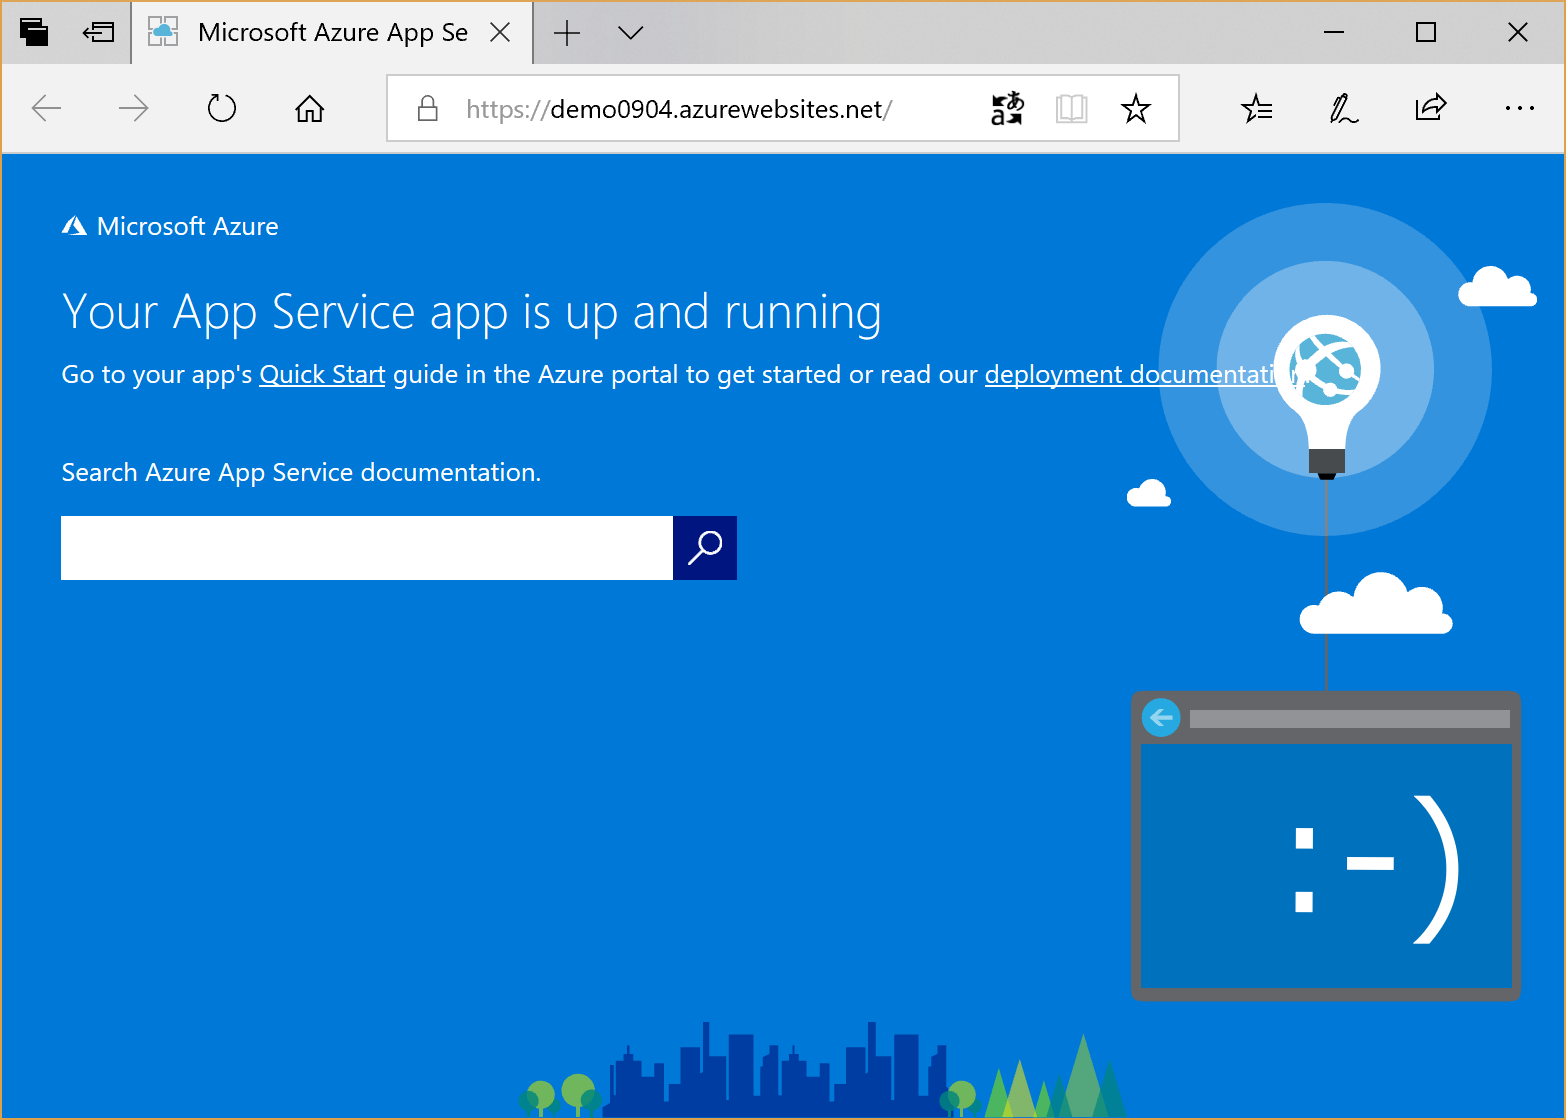 Microsoft Azure App Se
https://demo0904.azurewebsites.net/
Microsoft Azure
Your App Service app is up and running
Go to your app's Quick Start guide in the Azure portal to get started or read our deployment documentation.
Search Azure App Service documentation.
:-)